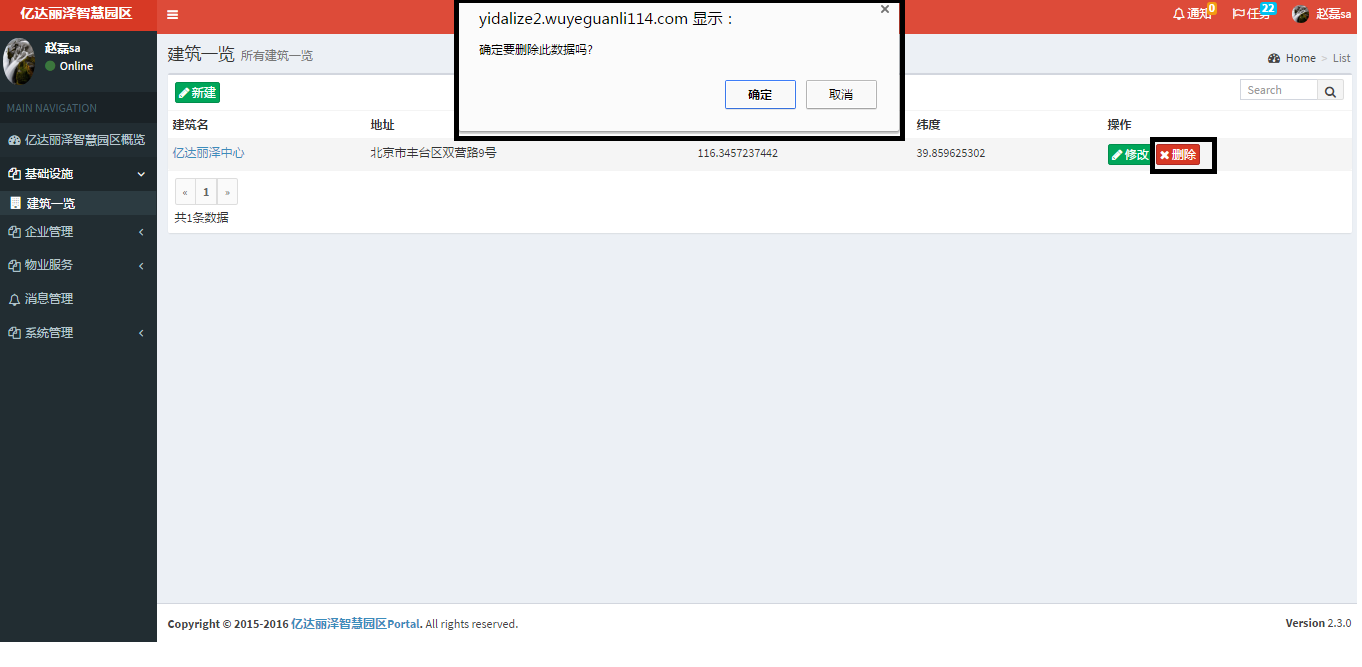 亿达丽泽智慧园区
通知 0
任务 22
赵磊sa
yidalize2.wuyeguanli114.com 显示：
确定要删除此数据吗?
确定
取消
赵磊sa
Online
MAIN NAVIGATION
亿达丽泽智慧园区概览
基础设施
建筑一览
企业管理
物业服务
消息管理
系统管理
建筑一览 所有建筑一览
Home > List
新建
Search
建筑名 地址 纬度 操作
亿达丽泽中心 北京市丰台区双营路9号 116.3457237442 39.859625302 修改 删除
« 1 »
共1条数据
Copyright © 2015-2016 亿达丽泽智慧园区Portal. All rights reserved.
Version 2.3.0